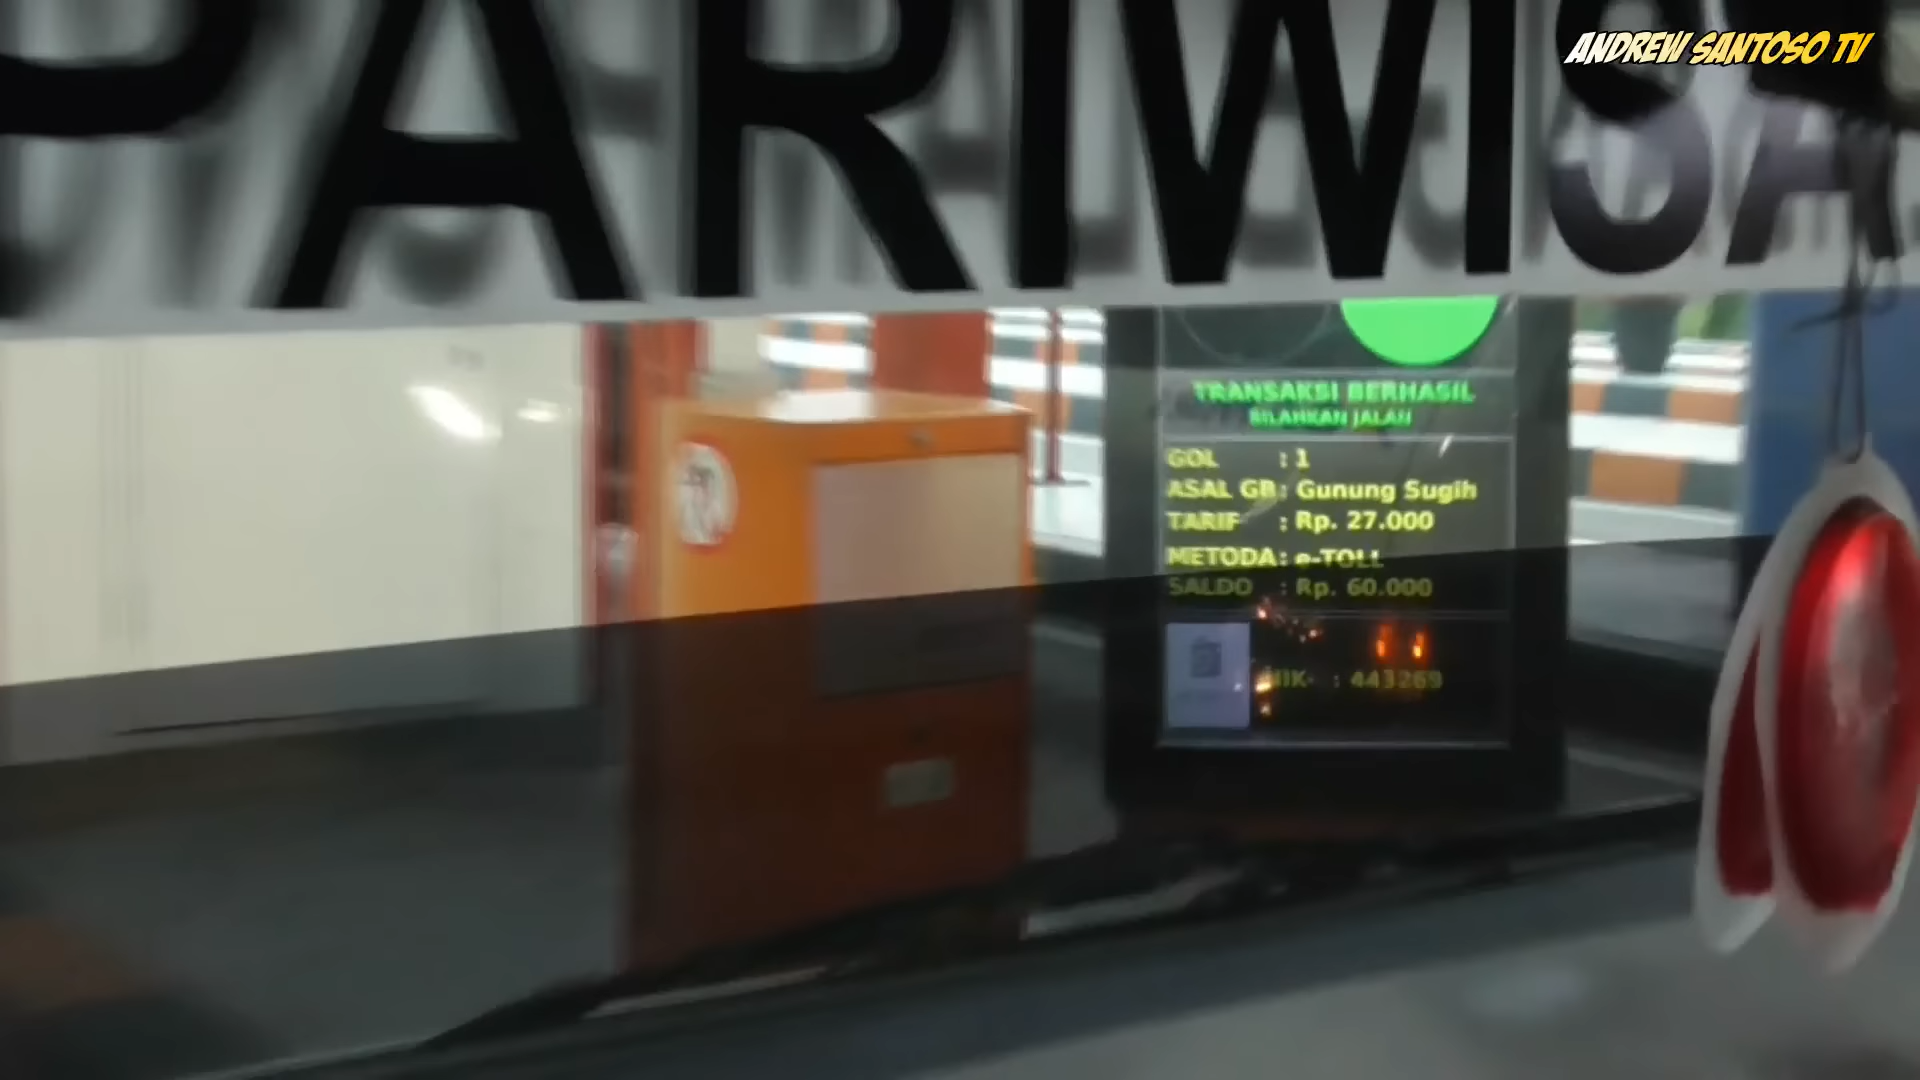 PARIWISA
ANDREW SANTOSO TV
TRANSAKSI BERHASIL
SILAHKAN JALAN
GOL : 1
ASAL GB : Gunung Sugih
TARIF : Rp. 27.000
METODA : e-TOLL
SALDO : Rp. 60.000
NIK : 443269